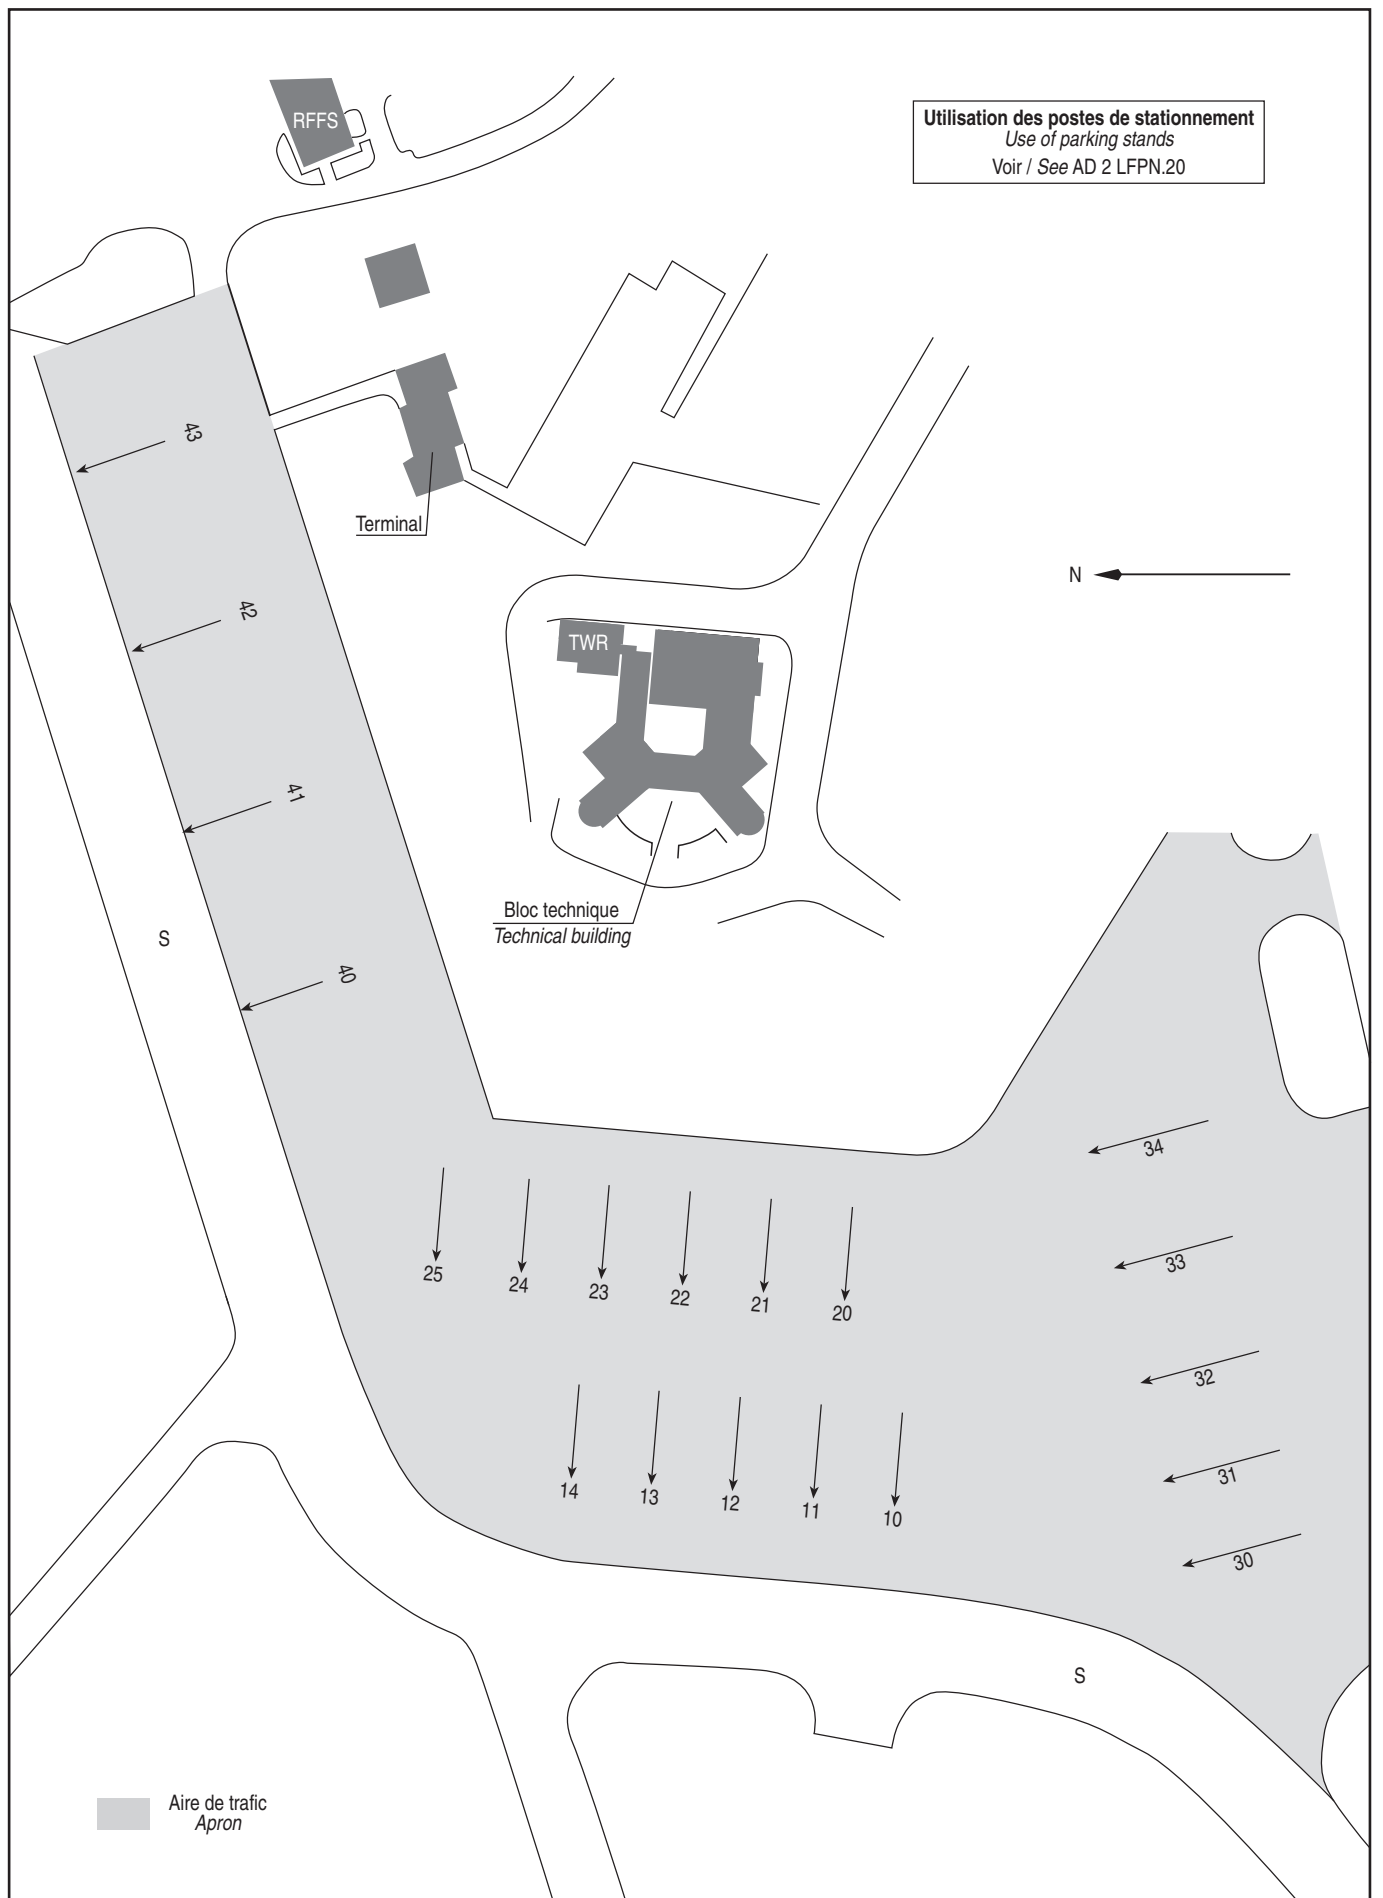 RFFS
Utilisation des postes de stationnement
Use of parking stands
Voir / See AD 2 LFPN.20
43
Terminal
N
42
TWR
41
Bloc technique
Technical building
S
40
34
33
25
24
23
22
21
20
32
31
14
13
12
11
10
30
S
Aire de trafic
Apron